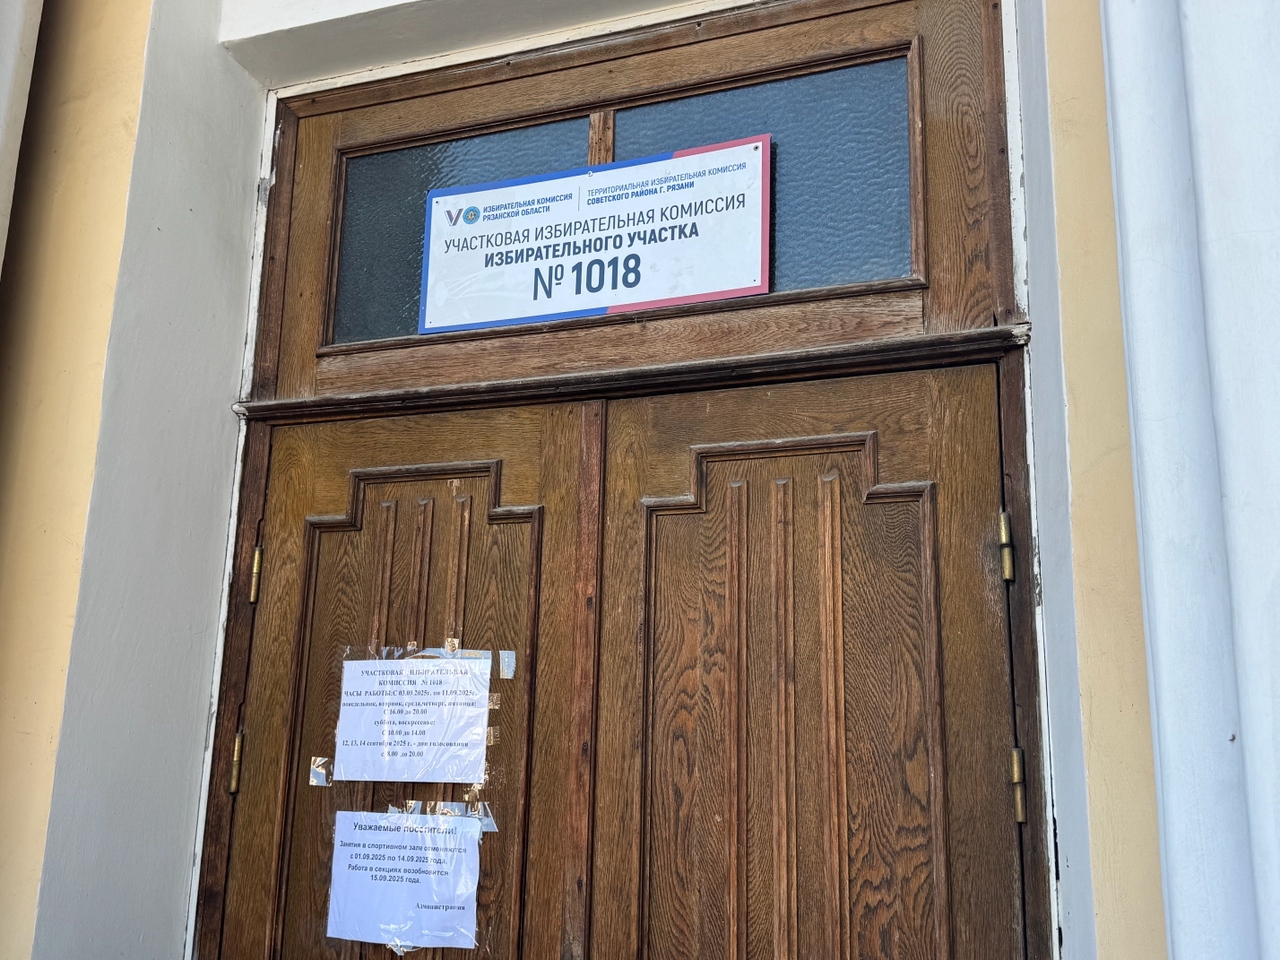 ИЗБИРАТЕЛЬНАЯ КОМИССИЯ
РЯЗАНСКОЙ ОБЛАСТИ
ТЕРРИТОРИАЛЬНАЯ ИЗБИРАТЕЛЬНАЯ КОМИССИЯ
СОВЕТСКОГО РАЙОНА Г. РЯЗАНИ
УЧАСТКОВАЯ ИЗБИРАТЕЛЬНАЯ КОМИССИЯ
ИЗБИРАТЕЛЬНОГО УЧАСТКА
№ 1018
УЧАСТКОВАЯ ИЗБИРАТЕЛЬНАЯ
КОМИССИЯ № 1018
ЧАСЫ РАБОТЫ: С 03.09.2025г. по 11.09.2025г.
понедельник, вторник, среда,четверг, пятница:
С 16.00 до 20.00
суббота, воскресенье:
С 10.00 до 14.00
12, 13, 14 сентября 2025 г. - дни голосования
с 8.00 до 20.00
Уважаемые посетители!
Занятия в спортивном зале отменяются
с 01.09.2025 по 14.09.2025 года.
Работа в секциях возобновится
15.09.2025 года.
Администрация